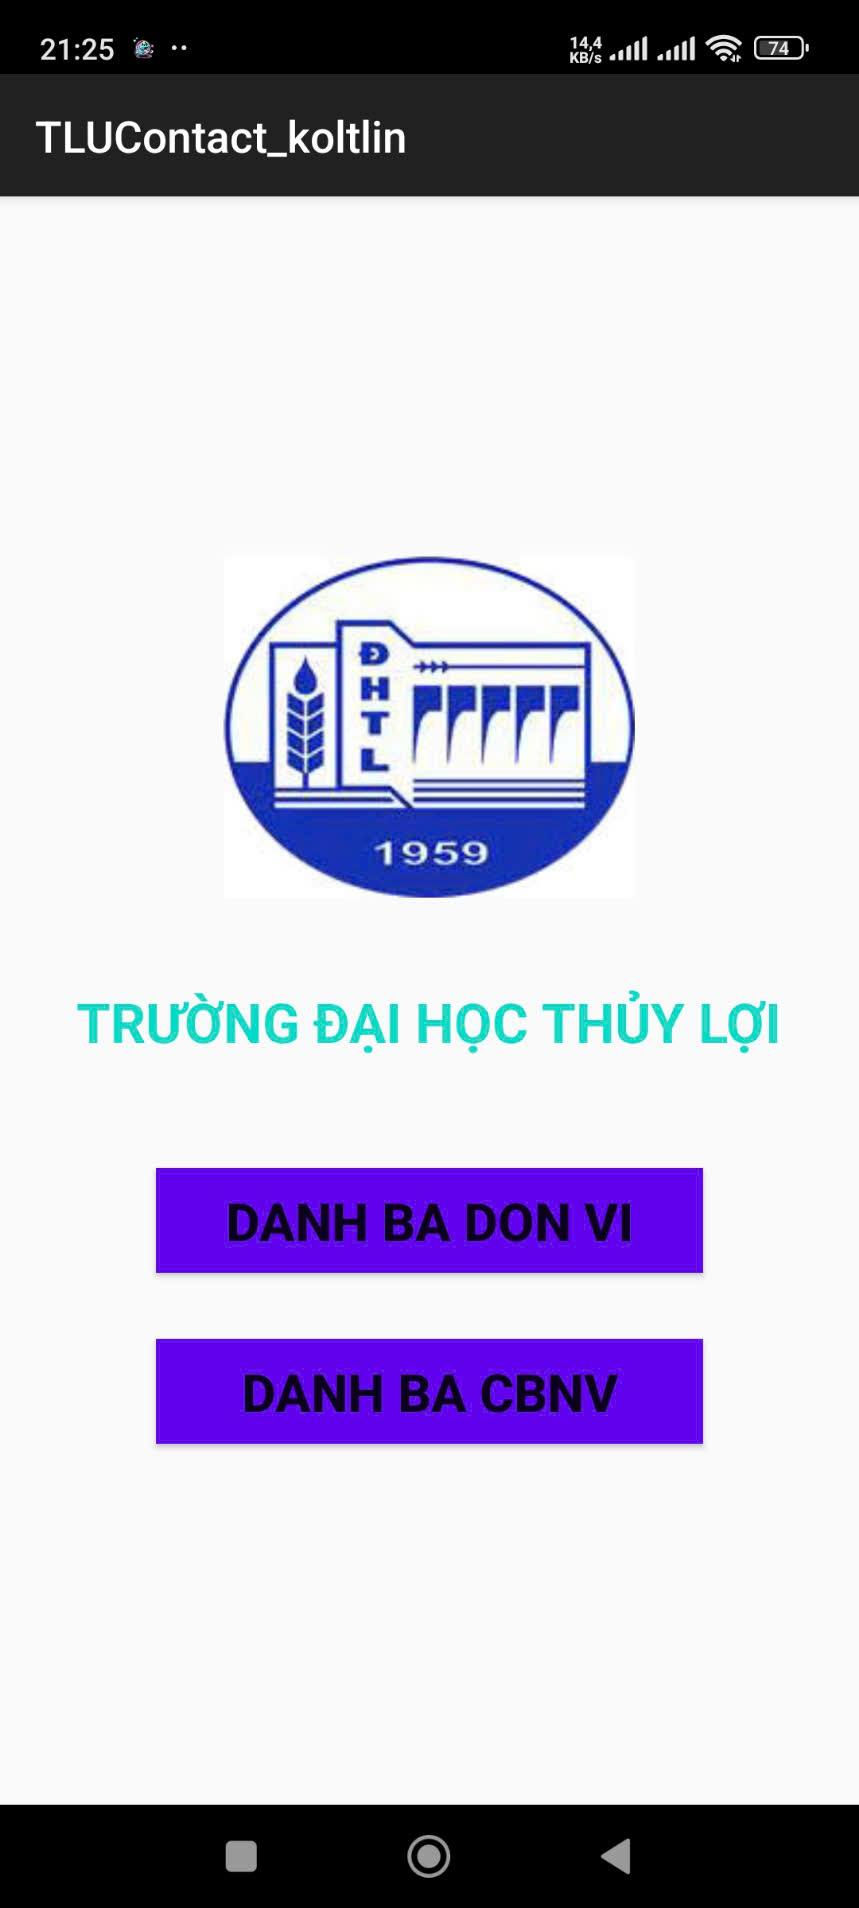 21:25
14,4
KB/s
74
TLUContact_koltlin
ĐHTL
1959
TRƯỜNG ĐẠI HỌC THỦY LỢI
DANH BA DON VI
DANH BA CBNV